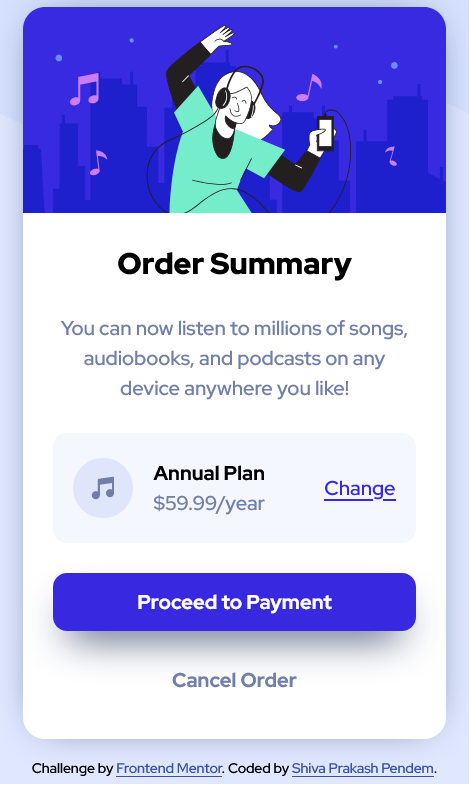 Order Summary
You can now listen to millions of songs,
audiobooks, and podcasts on any
device anywhere you like!
Annual Plan
$59.99/year
Change
Proceed to Payment
Cancel Order
Challenge by Frontend Mentor. Coded by Shiva Prakash Pendem.